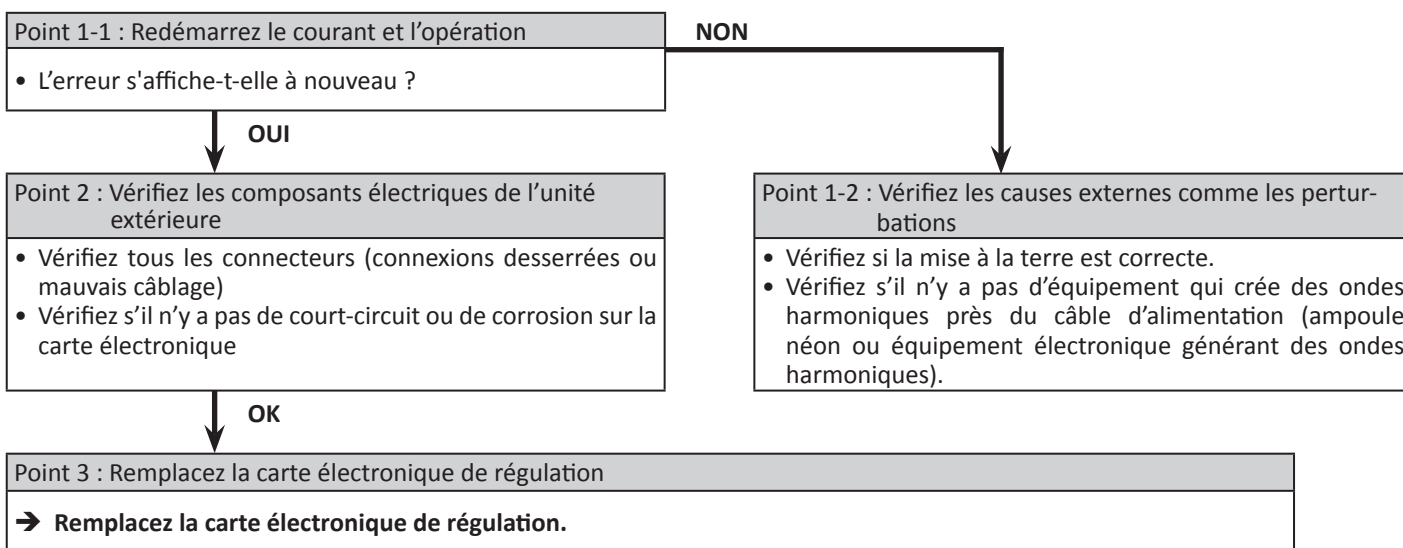 Point 1-1 : Redémarrez le courant et l'opération
NON
• L'erreur s'affiche-t-elle à nouveau ?
OUI
Point 2 : Vérifiez les composants électriques de l'unité
extérieure
• Vérifiez tous les connecteurs (connexions desserrées ou
mauvais câblage)
• Vérifiez s'il n'y a pas de court-circuit ou de corrosion sur la
carte électronique
Point 1-2 : Vérifiez les causes externes comme les pertur-
bations
• Vérifiez si la mise à la terre est correcte.
• Vérifiez s'il n'y a pas d'équipement qui crée des ondes
harmoniques près du câble d'alimentation (ampoule
néon ou équipement électronique générant des ondes
harmoniques).
OK
Point 3 : Remplacez la carte électronique de régulation
➔ Remplacez la carte électronique de régulation.